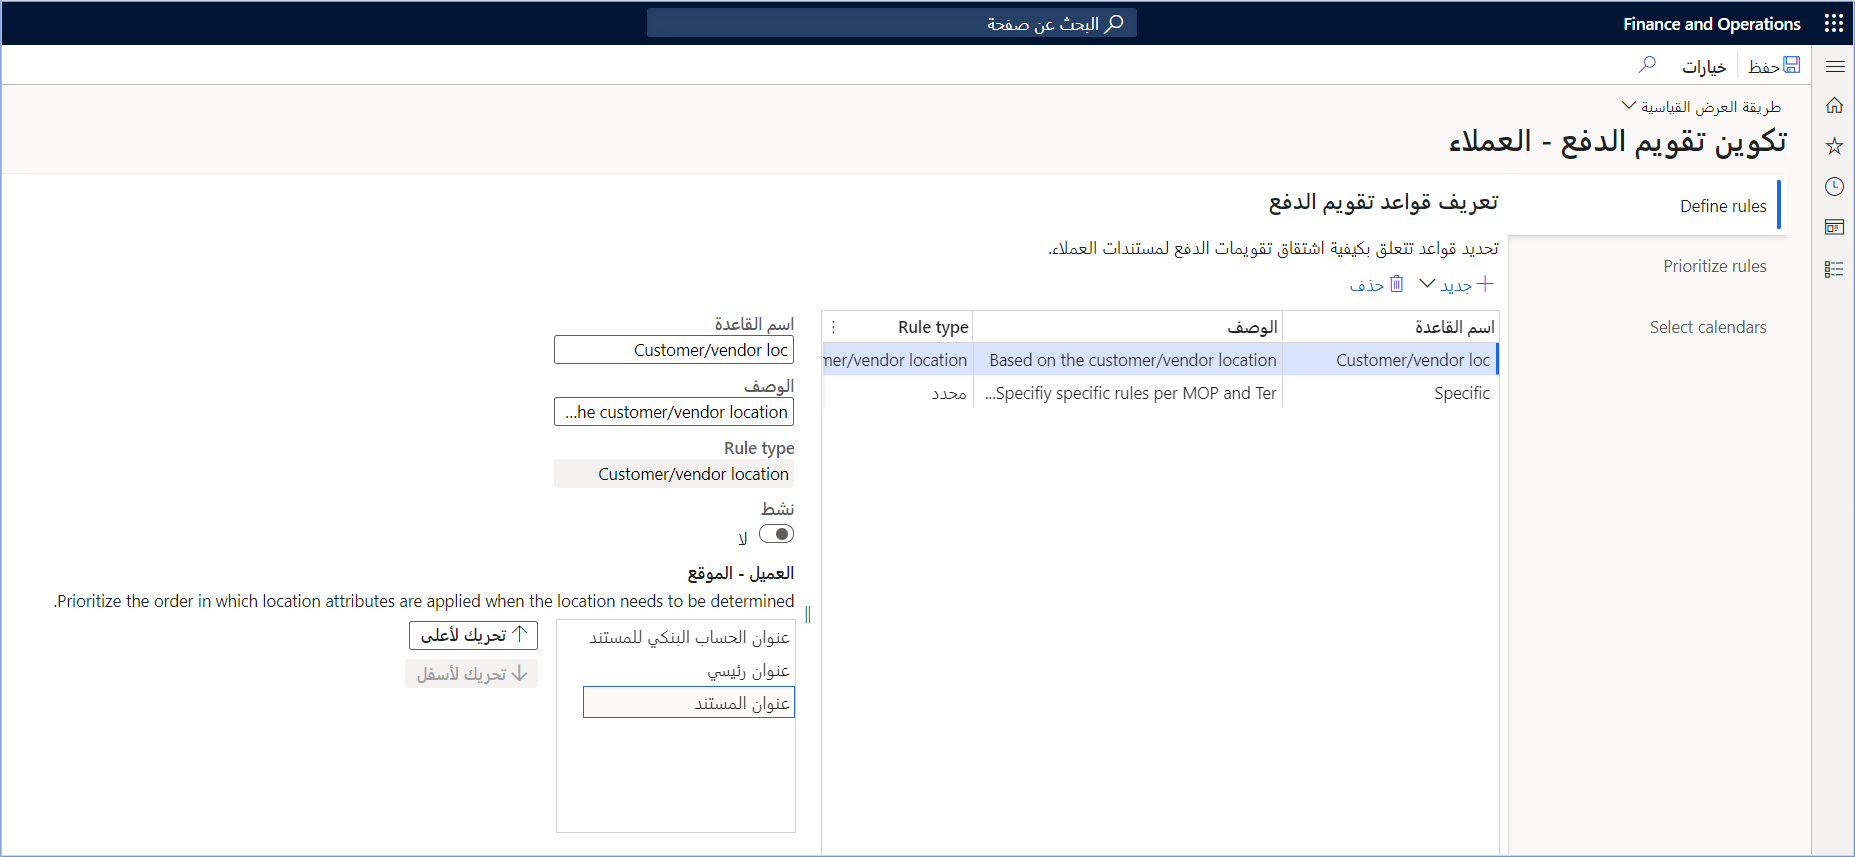 Finance and Operations
البحث عن صفحة
حفظ
خيارات
طريقة العرض القياسية
تكوين تقويم الدفع - العملاء
Define rules
Prioritize rules
Select calendars
تعريف قواعد تقويم الدفع
تحديد قواعد تتعلق بكيفية اشتقاق تقويمات الدفع لمستندات العملاء.
جديد
حذف
اسم القاعدة الوصف Rule type
Customer/vendor loc Based on the customer/vendor location mer/vendor location
Specific Specifiy specific rules per MOP and Ter... محدد
اسم القاعدة
Customer/vendor loc
الوصف
...he customer/vendor location
Rule type
Customer/vendor location
نشط
لا
العميل - الموقع
Prioritize the order in which location attributes are applied when the location needs to be determined.
عنوان الحساب البنكي للمستند
عنوان رئيسي
عنوان المستند
تحريك لأعلى
تحريك لأسفل